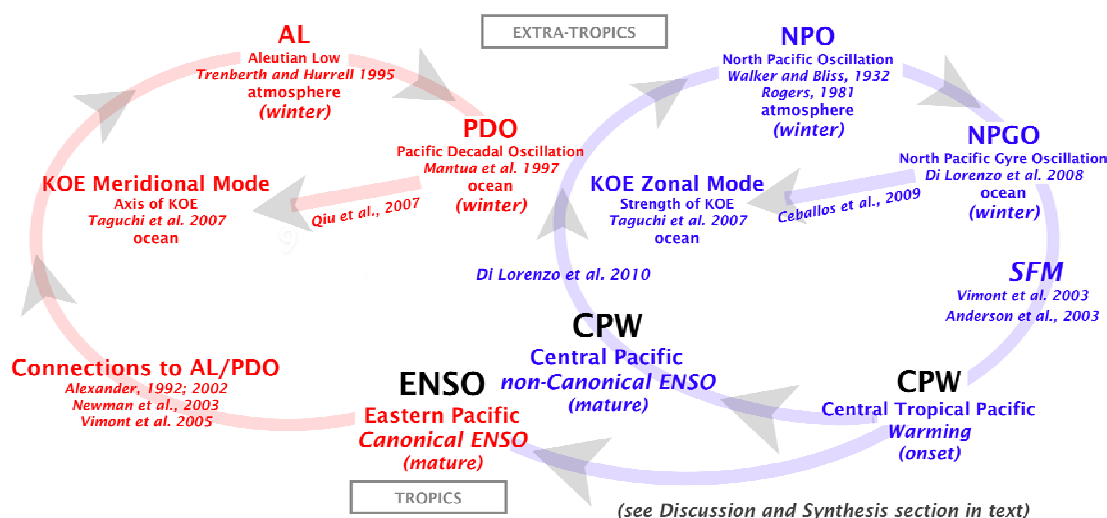 EXTRA-TROPICS
AL
Aleutian Low
Trenberth and Hurrell 1995
atmosphere
(winter)
PDO
Pacific Decadal Oscillation
Mantua et al. 1997
ocean
(winter)
KOE Meridional Mode
Axis of KOE
Taguchi et al. 2007
ocean
Qiu et al., 2007
Connections to AL/PDO
Alexander, 1992; 2002
Newman et al., 2003
Vimont et al. 2005
ENSO
Eastern Pacific
Canonical ENSO
(mature)
TROPICS
NPO
North Pacific Oscillation
Walker and Bliss, 1932
Rogers, 1981
atmosphere
(winter)
NPGO
North Pacific Gyre Oscillation
Di Lorenzo et al. 2008
ocean
(winter)
KOE Zonal Mode
Strength of KOE
Taguchi et al. 2007
ocean
Ceballos et al., 2009
Di Lorenzo et al. 2010
SFM
Vimont et al. 2003
Anderson et al., 2003
CPW
Central Pacific
non-Canonical ENSO
(mature)
CPW
Central Tropical Pacific
Warming
(onset)
(see Discussion and Synthesis section in text)